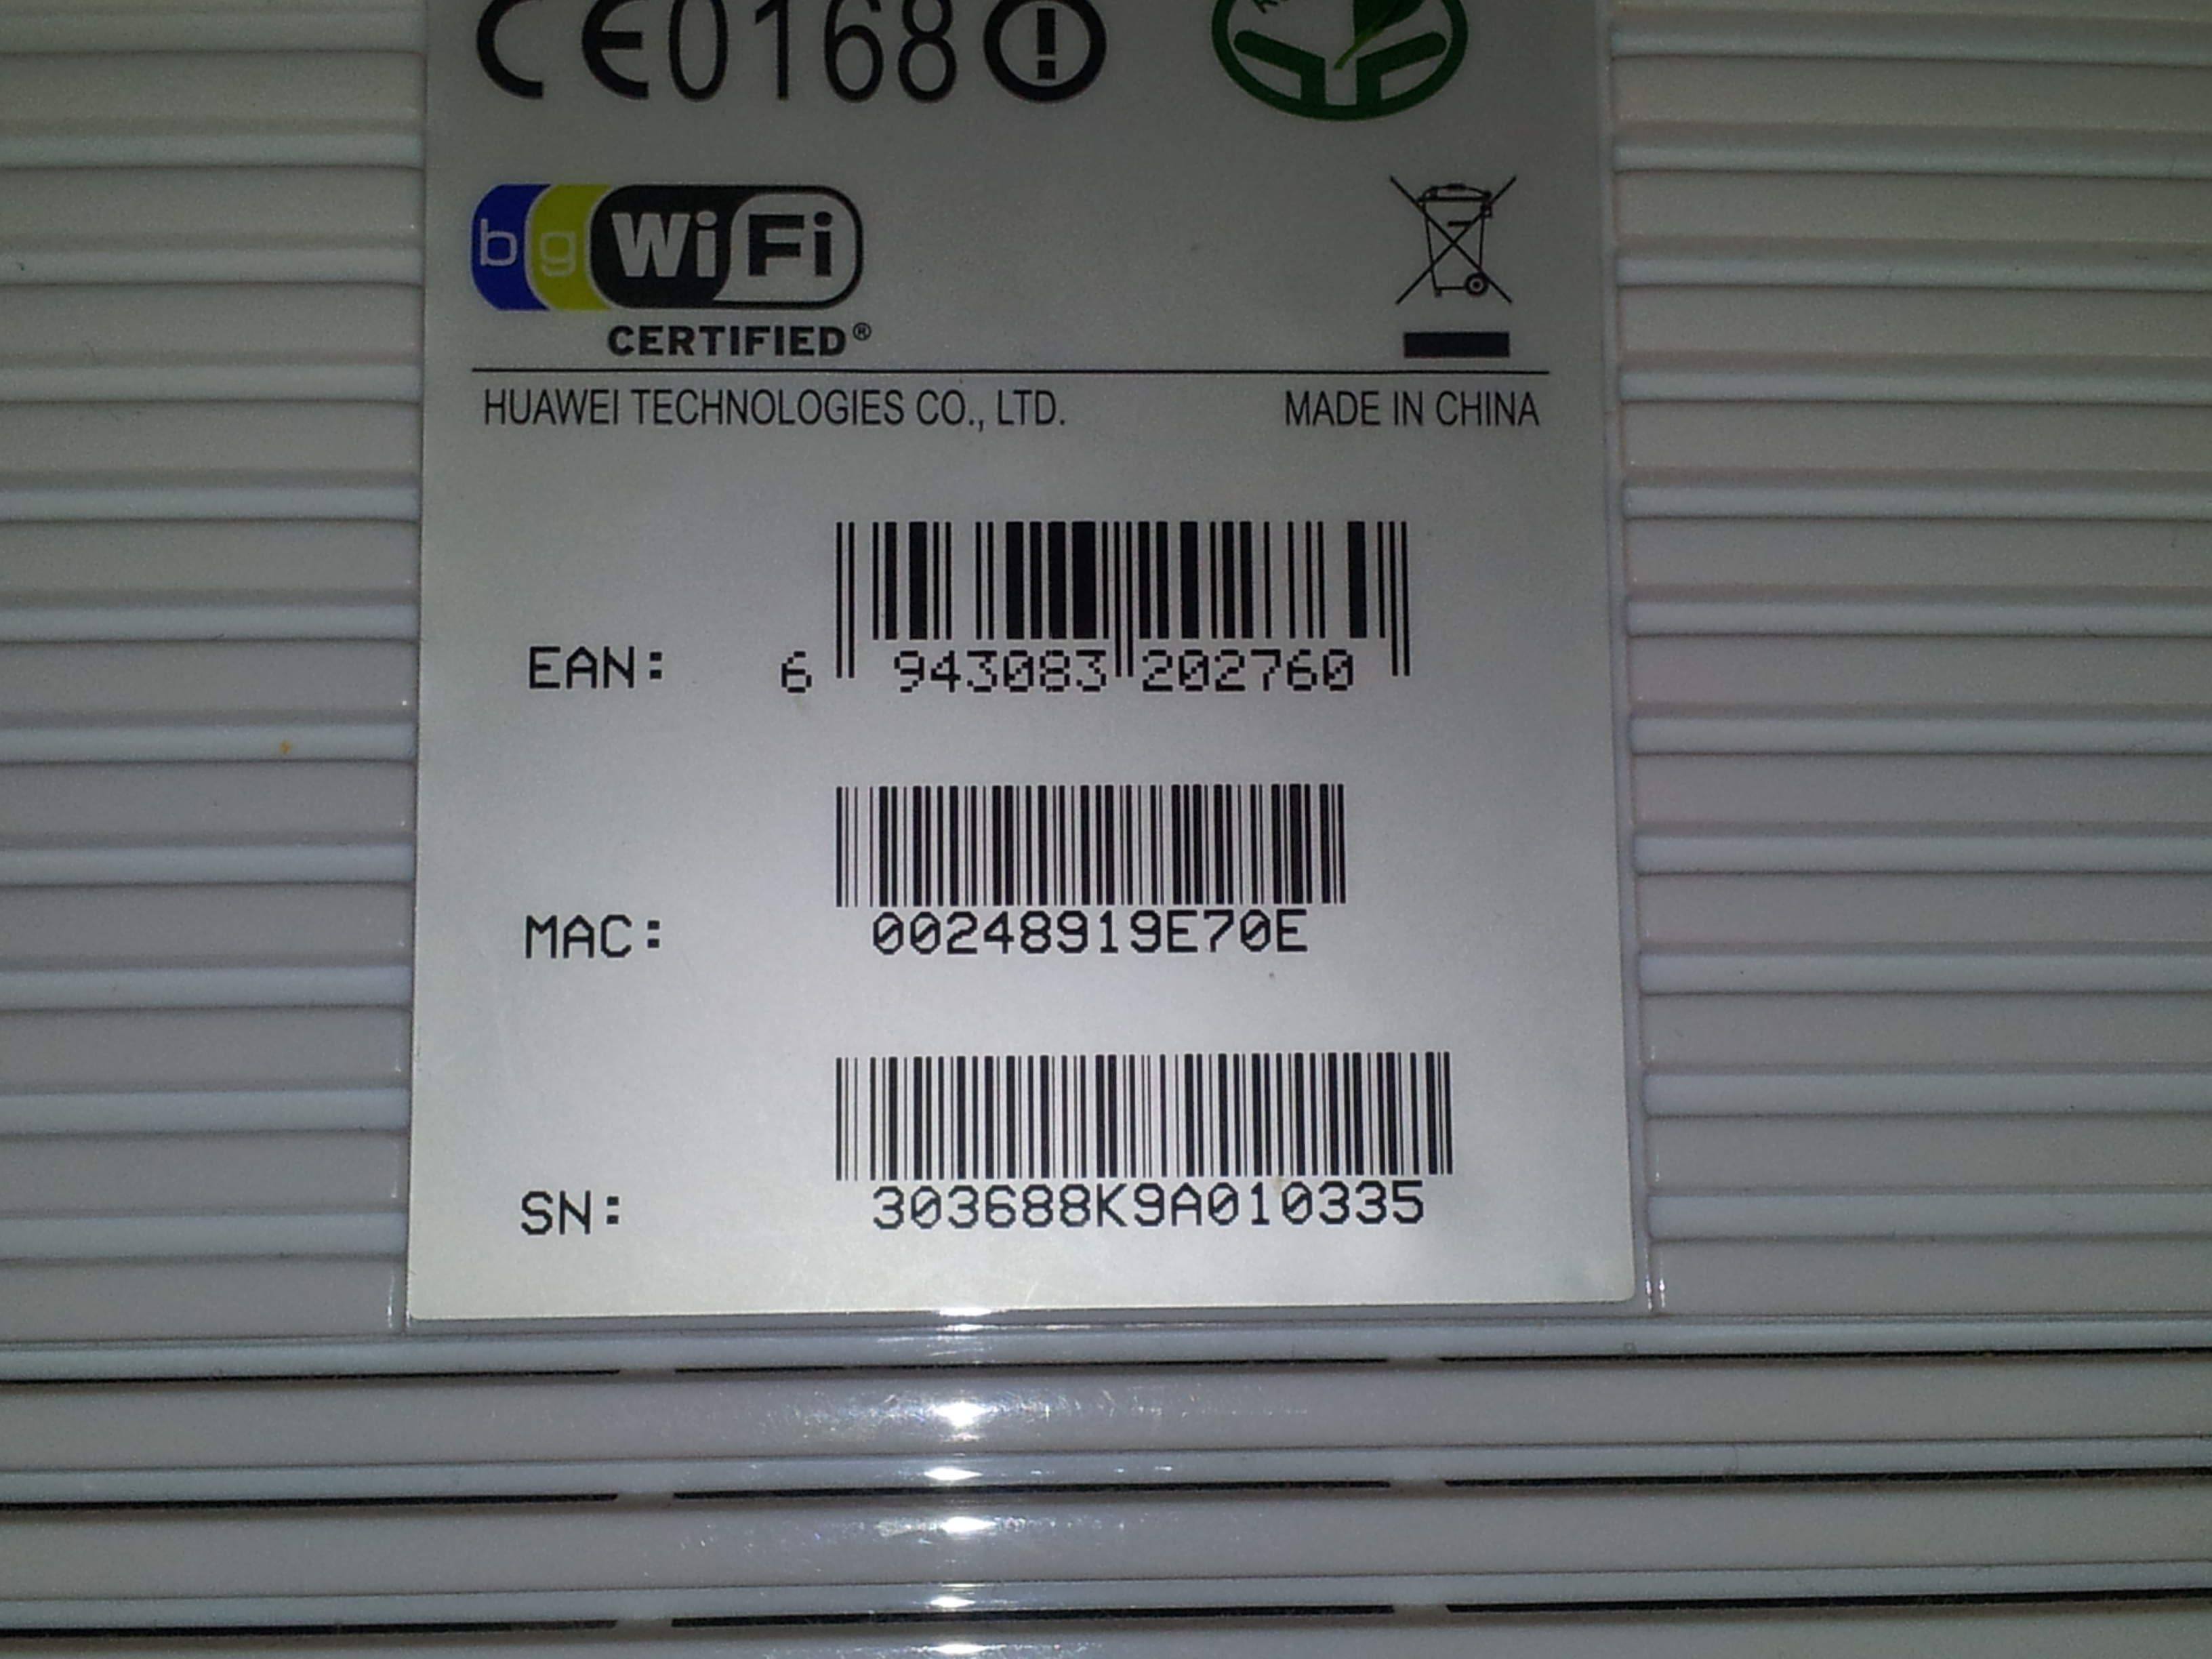 CE0168
b g WiFi
CERTIFIED®
HUAWEI TECHNOLOGIES CO., LTD. MADE IN CHINA
EAN: 6 943083 202760
MAC: 00248919E70E
SN: 303688K9A010335